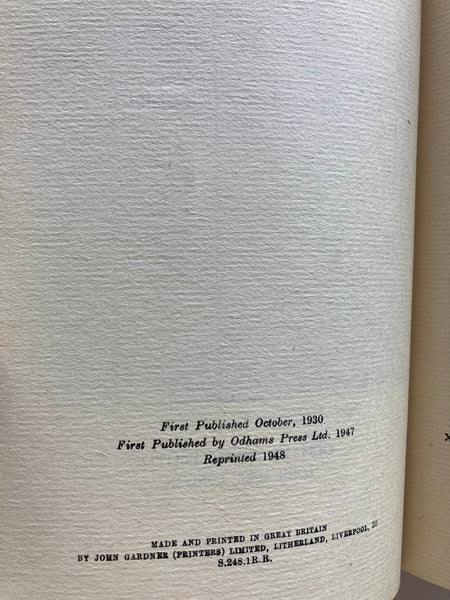 First Published October, 1930
First Published by Odhams Press Ltd. 1947
Reprinted 1948
MADE AND PRINTED IN GREAT BRITAIN
BY JOHN GARDNER (PRINTERS) LIMITED, LITHERLAND, LIVERPOOL, 20
S.248.1R.R.